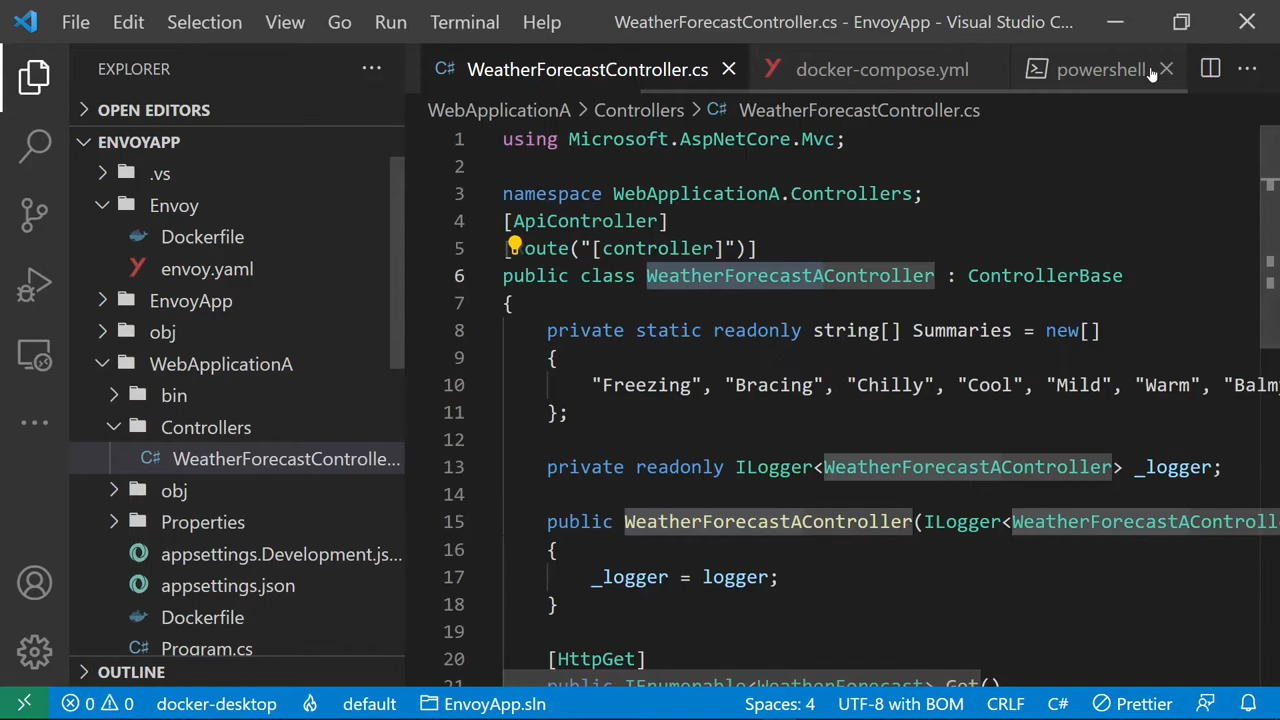 File Edit Selection View Go Run Terminal Help WeatherForecastController.cs - EnvoyApp - Visual Studio C...
EXPLORER
OPEN EDITORS
ENVOYAPP
.vs
Envoy
Dockerfile
envoy.yaml
EnvoyApp
obj
WebApplicationA
bin
Controllers
C# WeatherForecastControlle...
obj
Properties
appsettings.Development.js...
appsettings.json
Dockerfile
C# Program.cs
OUTLINE
C# WeatherForecastController.cs docker-compose.yml powershell
WebApplicationA > Controllers > C# WeatherForecastController.cs
1 using Microsoft.AspNetCore.Mvc;
2
3 namespace WebApplicationA.Controllers;
4 [ApiController]
5 [oute("[controller]")]
6 public class WeatherForecastAController : ControllerBase
7 {
8 private static readonly string[] Summaries = new[]
9 {
10 "Freezing", "Bracing", "Chilly", "Cool", "Mild", "Warm", "Balm
11 };
12
13 private readonly ILogger<WeatherForecastAController> _logger;
14
15 public WeatherForecastAController(ILogger<WeatherForecastAControll
16 {
17 _logger = logger;
18 }
19
20 [HttpGet]
21 public IEnumerable<WeatherForecast> Get()
0 0 docker-desktop default EnvoyApp.sln Spaces: 4 UTF-8 with BOM CRLF C# Prettier